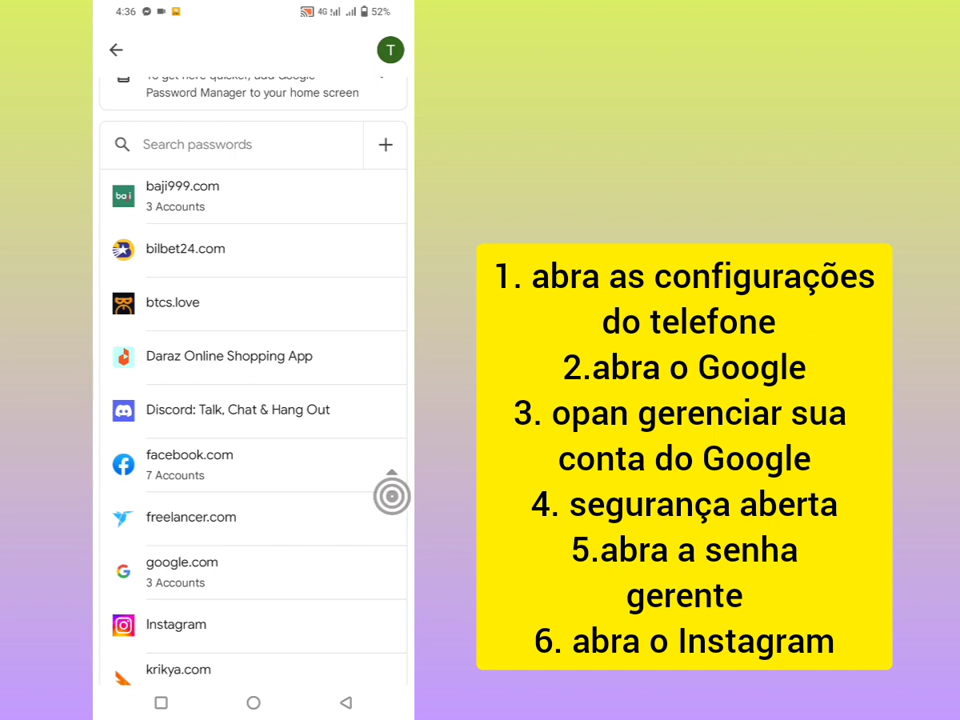 4:36
4G
52%
T
To get here quicker, add Google
Password Manager to your home screen
Search passwords
baji999.com
3 Accounts
bilbet24.com
btcs.love
Daraz Online Shopping App
Discord: Talk, Chat & Hang Out
facebook.com
7 Accounts
freelancer.com
google.com
3 Accounts
Instagram
krikya.com
1. abra as configurações
do telefone
2.abra o Google
3. opan gerenciar sua
conta do Google
4. segurança aberta
5.abra a senha
gerente
6. abra o Instagram